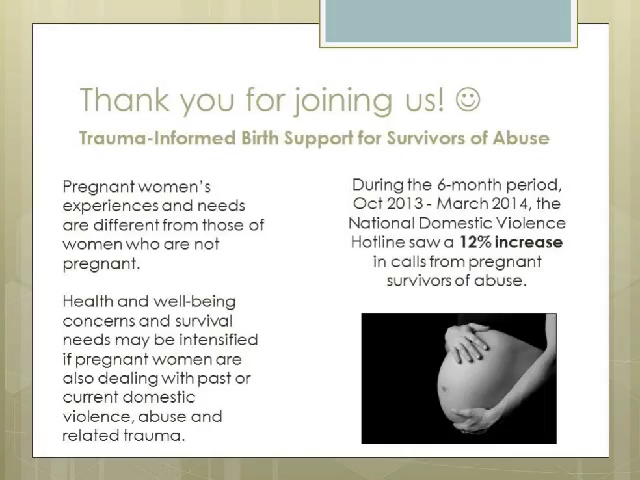 Thank you for joining us! ☺
Trauma-Informed Birth Support for Survivors of Abuse
Pregnant women's
experiences and needs
are different from those of
women who are not
pregnant.
Health and well-being
concerns and survival
needs may be intensified
if pregnant women are
also dealing with past or
current domestic
violence, abuse and
related trauma.
During the 6-month period,
Oct 2013 - March 2014, the
National Domestic Violence
Hotline saw a 12% increase
in calls from pregnant
survivors of abuse.